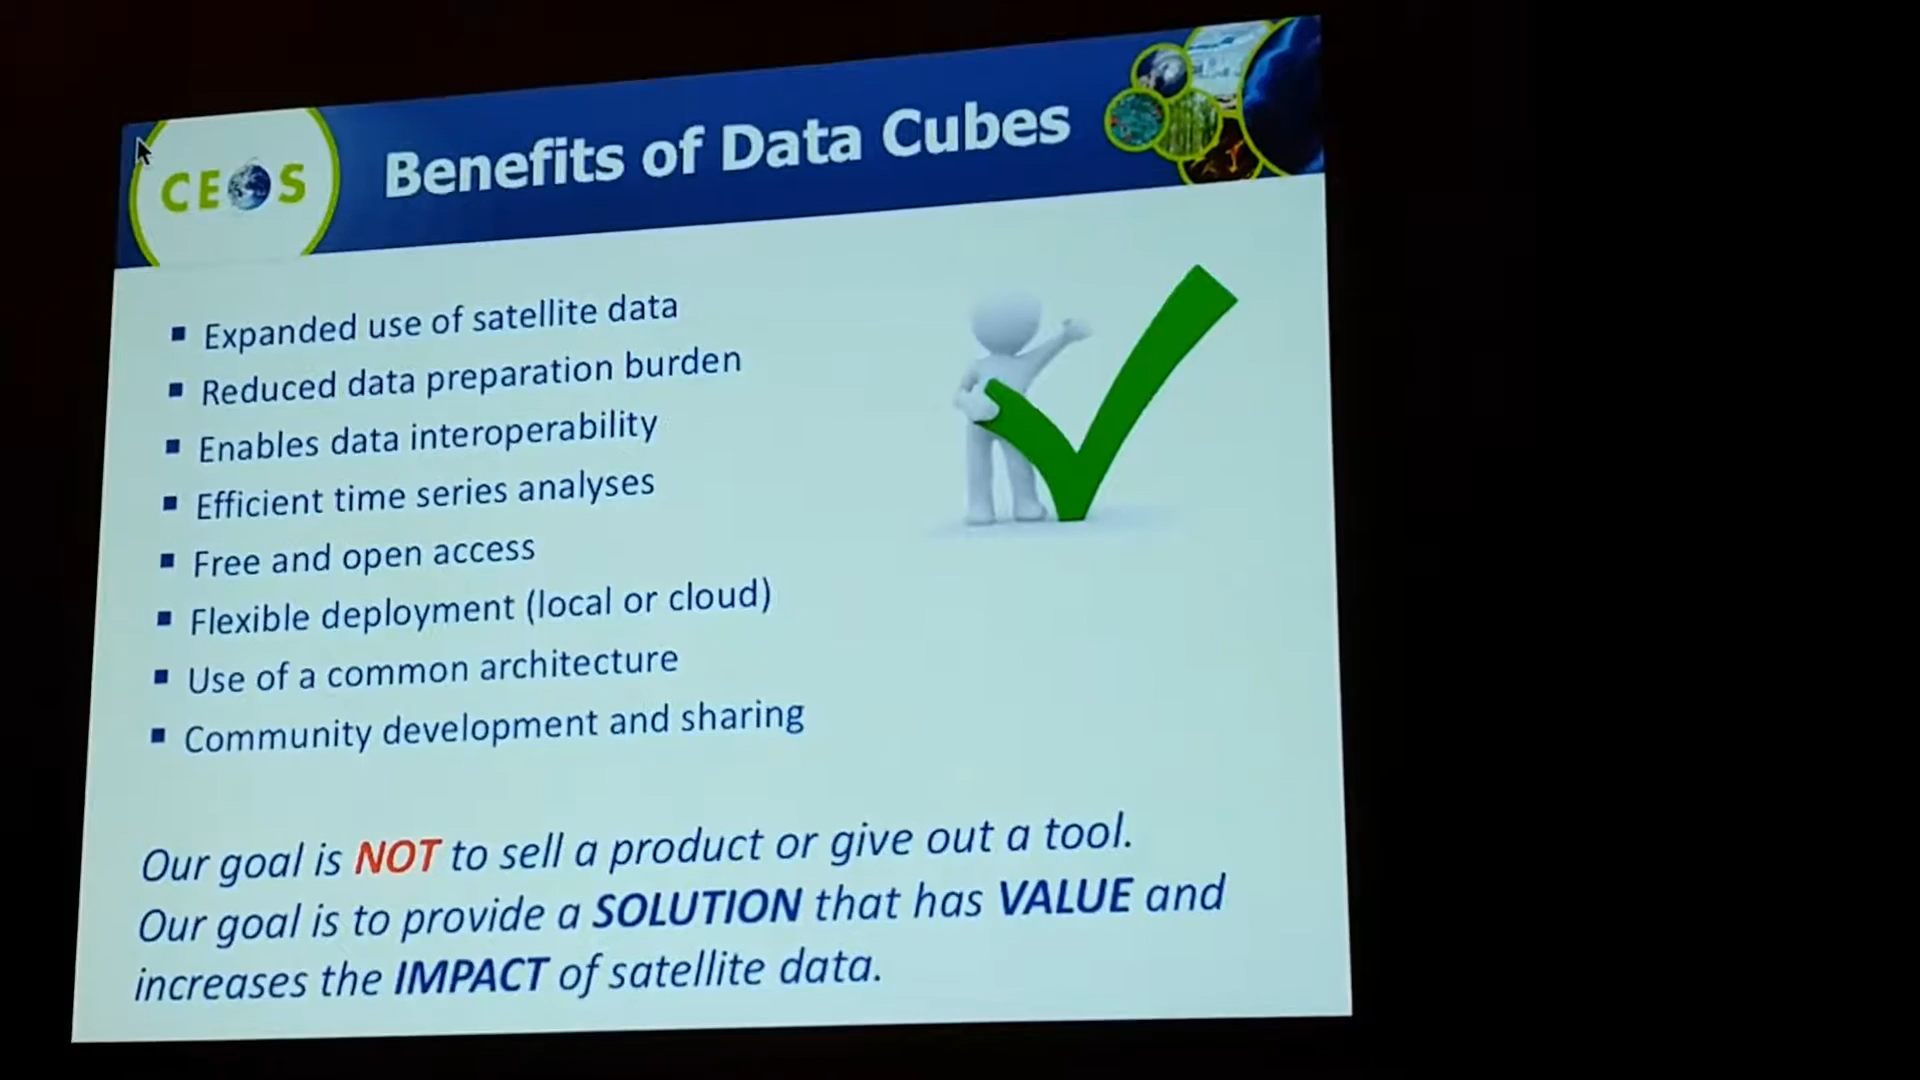 CEOS
Benefits of Data Cubes
▪ Expanded use of satellite data
▪ Reduced data preparation burden
▪ Enables data interoperability
▪ Efficient time series analyses
▪ Free and open access
▪ Flexible deployment (local or cloud)
▪ Use of a common architecture
▪ Community development and sharing
Our goal is NOT to sell a product or give out a tool.
Our goal is to provide a SOLUTION that has VALUE and
increases the IMPACT of satellite data.